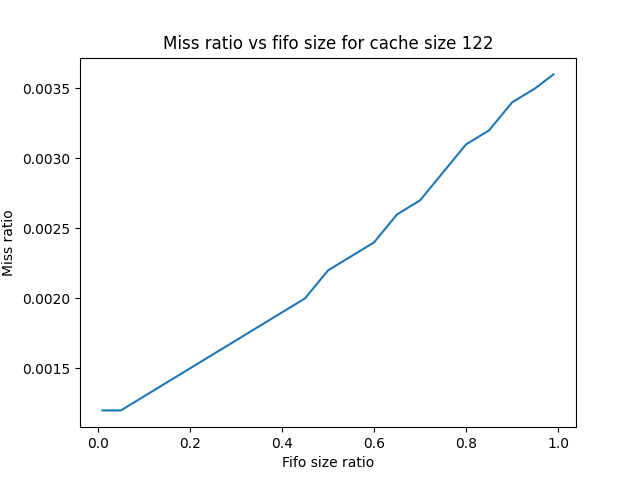 Miss ratio vs fifo size for cache size 122
0.0035
0.0030
0.0025
0.0020
0.0015
Miss ratio
0.0 0.2 0.4 0.6 0.8 1.0
Fifo size ratio